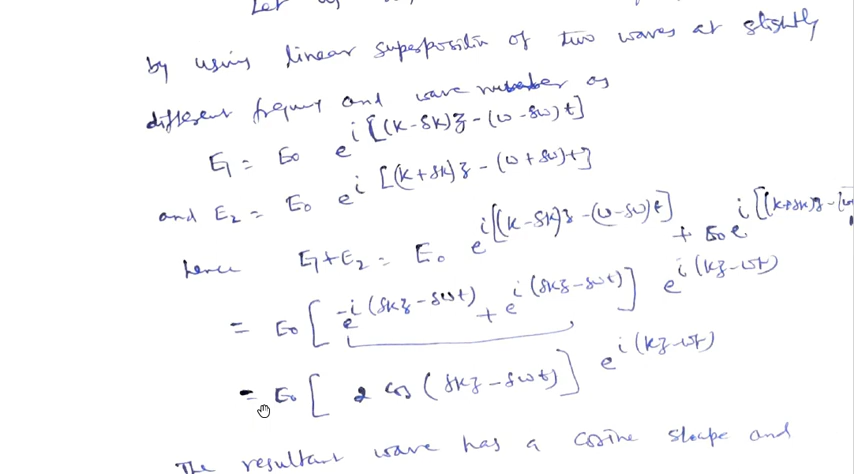 Let us
by using linear superposition of two waves at slightly
different frequency and wave number as
E₁ = E₀ e^{i[(k-δk)z-(ω-δω)t]}
and E₂ = E₀ e^{i[(k+δk)z-(ω+δω)t]}
hence E₁+E₂ = E₀ e^{i[(k-δk)z-(ω-δω)t]} + E₀ e^{i[(k+δk)z-(ω
= E₀ [ e^{-i(δkz-δωt)} + e^{i(δkz-δωt)} ] e^{i(kz-ωt)}
= E₀ [ 2 cos (δkz-δωt) ] e^{i(kz-ωt)}
The resultant wave has a cosine shape and